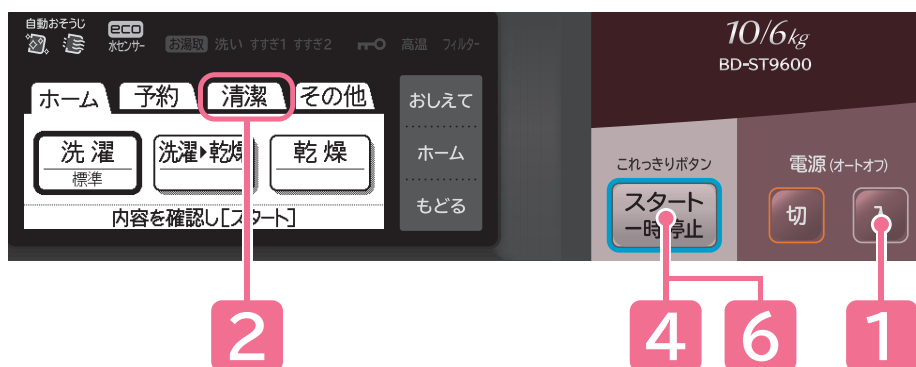 自動おそうじ
eco
水センサー
お湯取 洗い すすぎ1 すすぎ2 高温 フィルター
ホーム 予約 清潔 その他
洗濯
標準
洗濯▶乾燥
乾燥
内容を確認し[スタート]
おしえて
ホーム
もどる
10/6kg
BD-ST9600
これっきりボタン
スタート
一時停止
電源(オートオフ)
切
入
2
4
6
1